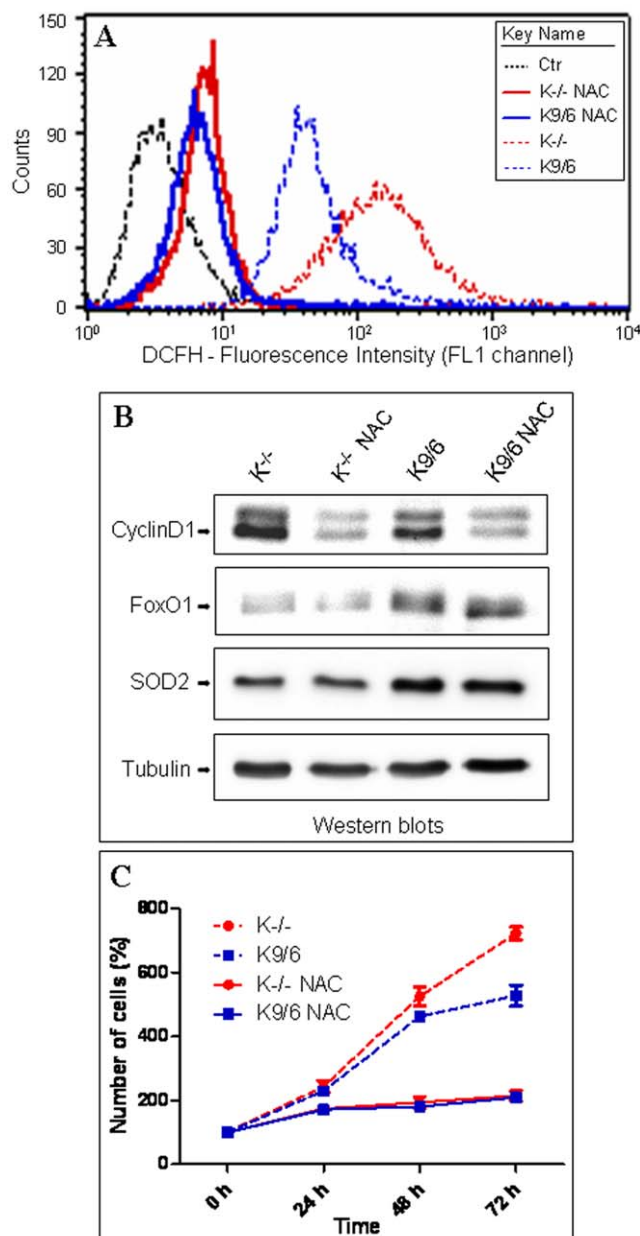 A
Key Name
Ctr
K-/- NAC
K9/6 NAC
K-/-
K9/6
Counts
150
120
90
60
30
0
10⁰ 10¹ 10² 10³ 10⁴
DCFH - Fluorescence Intensity (FL1 channel)
B
K-/- K-/- NAC K9/6 K9/6 NAC
CyclinD1
FoxO1
SOD2
Tubulin
Western blots
C
K-/-
K9/6
K-/- NAC
K9/6 NAC
Number of cells (%)
800
600
400
200
0
0 h 24 h 48 h 72 h
Time